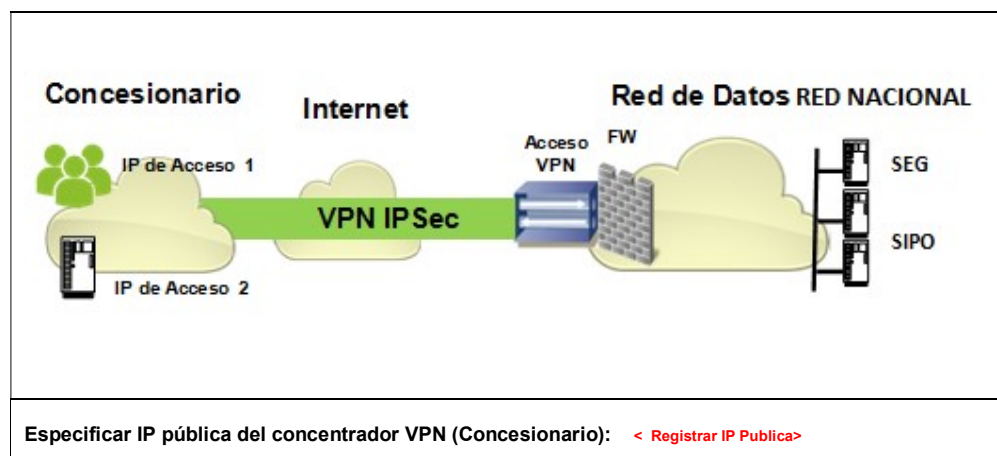 Concesionario
Internet
Red de Datos RED NACIONAL
Acceso
VPN
FW
IP de Acceso 1
SEG
VPN IPSec
SIPO
IP de Acceso 2
Especificar IP pública del concentrador VPN (Concesionario): < Registrar IP Publica>